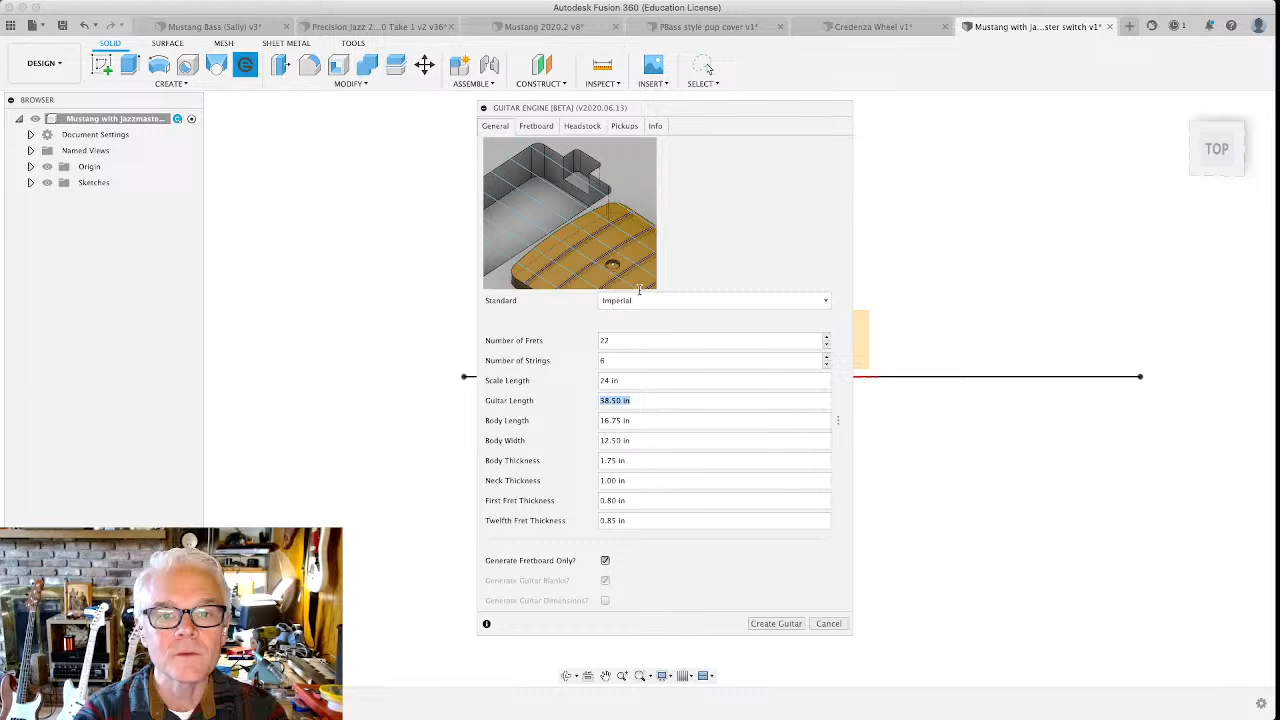 Autodesk Fusion 360 (Education License)
Mustang Bass (Sally) v3*
Precision Jazz 2...0 Take 1 v2 v36*
Mustang 2020.2 v8*
PBass style pup cover v1*
Credenza Wheel v1*
Mustang with Ja...ster switch v1*
1
SOLID
SURFACE
MESH
SHEET METAL
TOOLS
DESIGN
CREATE
MODIFY
ASSEMBLE
CONSTRUCT
INSPECT
INSERT
SELECT
BROWSER
Mustang with Jazzmaste...
Document Settings
Named Views
Origin
Sketches
TOP
GUITAR ENGINE [BETA] (V2020.06.13)
General
Fretboard
Headstock
Pickups
Info
Standard
Imperial
Number of Frets
22
Number of Strings
6
Scale Length
24 in
Guitar Length
38.50 in
Body Length
16.75 in
Body Width
12.50 in
Body Thickness
1.75 in
Neck Thickness
1.00 in
First Fret Thickness
0.80 in
Twelfth Fret Thickness
0.85 in
Generate Fretboard Only?
Generate Guitar Blanks?
Generate Guitar Dimensions?
Create Guitar
Cancel